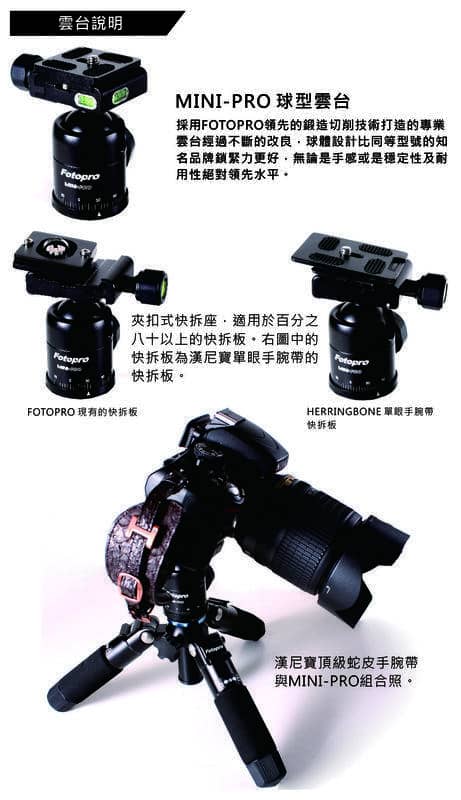 雲台說明
MINI-PRO 球型雲台
採用FOTOPRO領先的鍛造切削技術打造的專業
雲台經過不斷的改良，球體設計比同等型號的知
名品牌鎖緊力更好，無論是手感或是穩定性及耐
用性絕對領先水平。
Fotopro
MINI-PRO
夾扣式快拆座，適用於百分之
八十以上的快拆板。右圖中的
快拆板為漢尼寶單眼手腕帶的
快拆板。
Fotopro
MINI-PRO
Fotopro
MINI-PRO
FOTOPRO 現有的快拆板
HERRINGBONE 單眼手腕帶
快拆板
Fotopro
Fotopro
漢尼寶頂級蛇皮手腕帶
與MINI-PRO組合照。